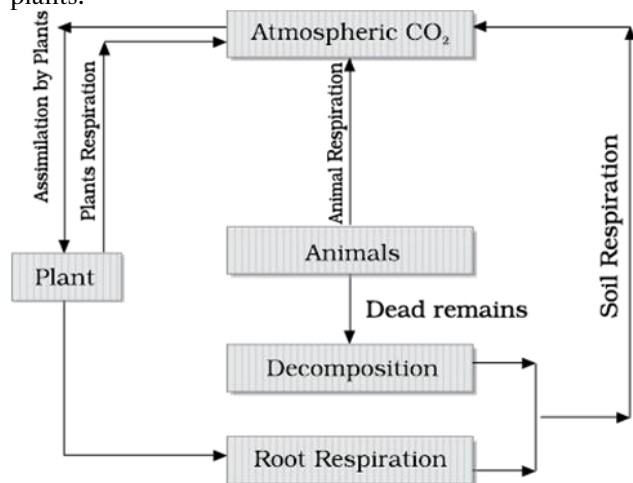 plants.
Atmospheric CO₂
Assimilation by Plants
Plants Respiration
Animal Respiration
Soil Respiration
Animals
Plant
Dead remains
Decomposition
Root Respiration